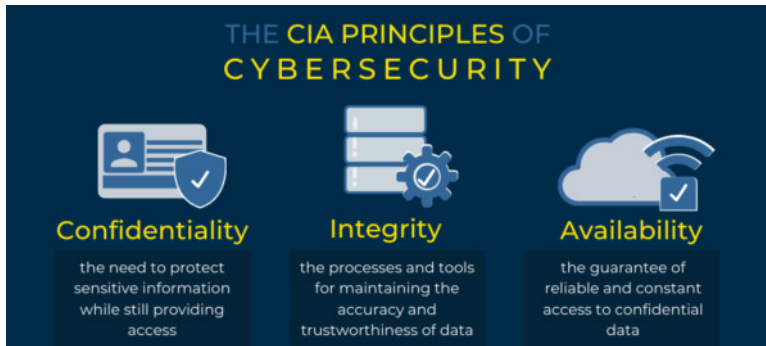 THE CIA PRINCIPLES OF
CYBERSECURITY
Confidentiality
the need to protect
sensitive information
while still providing
access
Integrity
the processes and tools
for maintaining the
accuracy and
trustworthiness of data
Availability
the guarantee of
reliable and constant
access to confidential
data